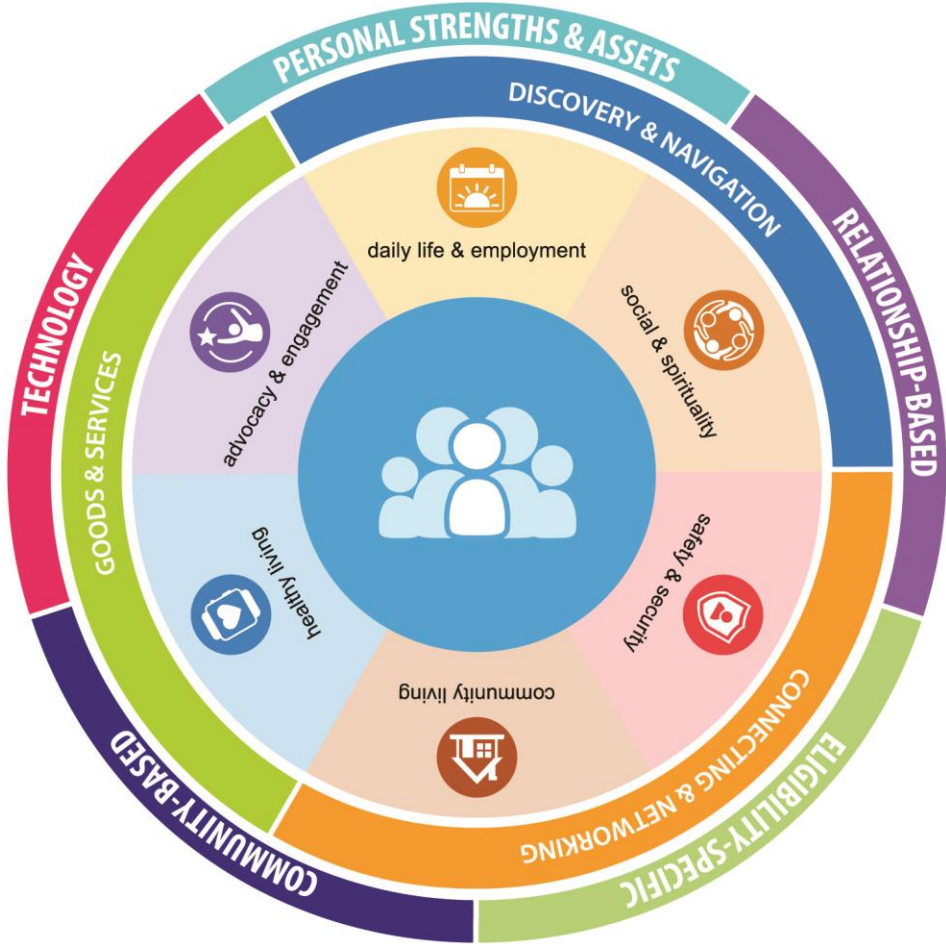 PERSONAL STRENGTHS & ASSETS
RELATIONSHIP-BASED
ELIGIBILITY-SPECIFIC
COMMUNITY-BASED
TECHNOLOGY
DISCOVERY & NAVIGATION
CONNECTING & NETWORKING
GOODS & SERVICES
daily life & employment
social & spirituality
safety & security
community living
healthy living
advocacy & engagement